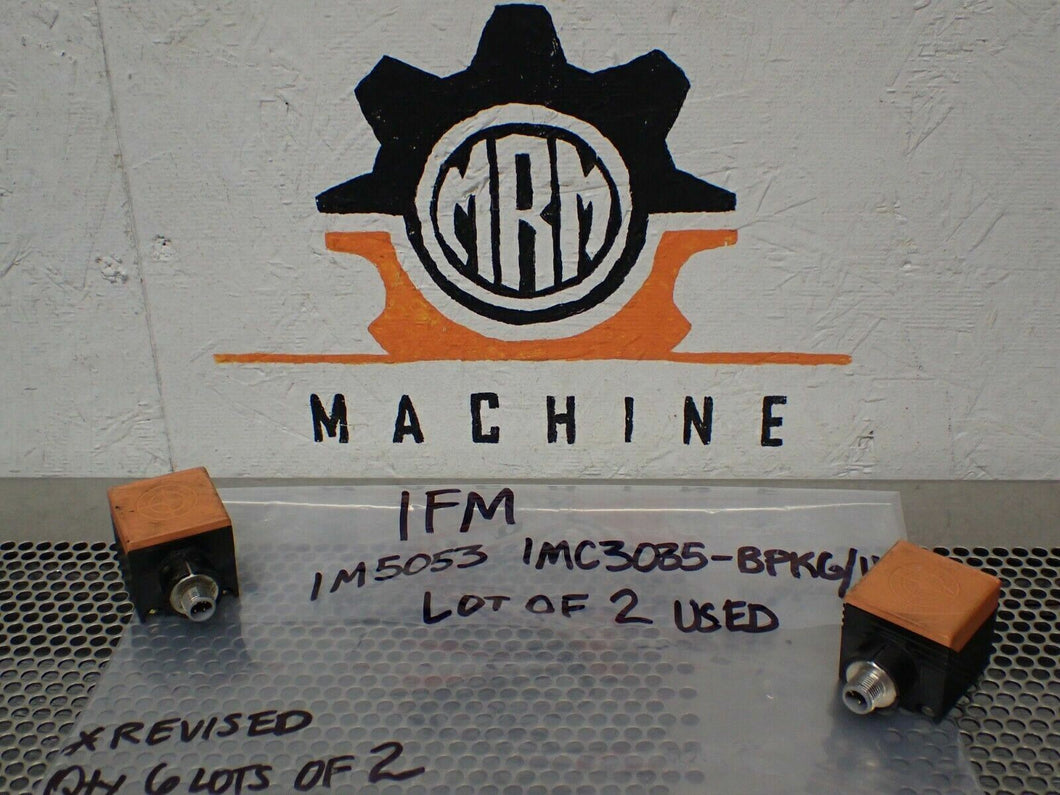 MRM
MACHINE
IFM
IM5053 IMC3035-BPKG/
LOT OF 2 USED
*REVISED
Qty 6 LOTS OF 2